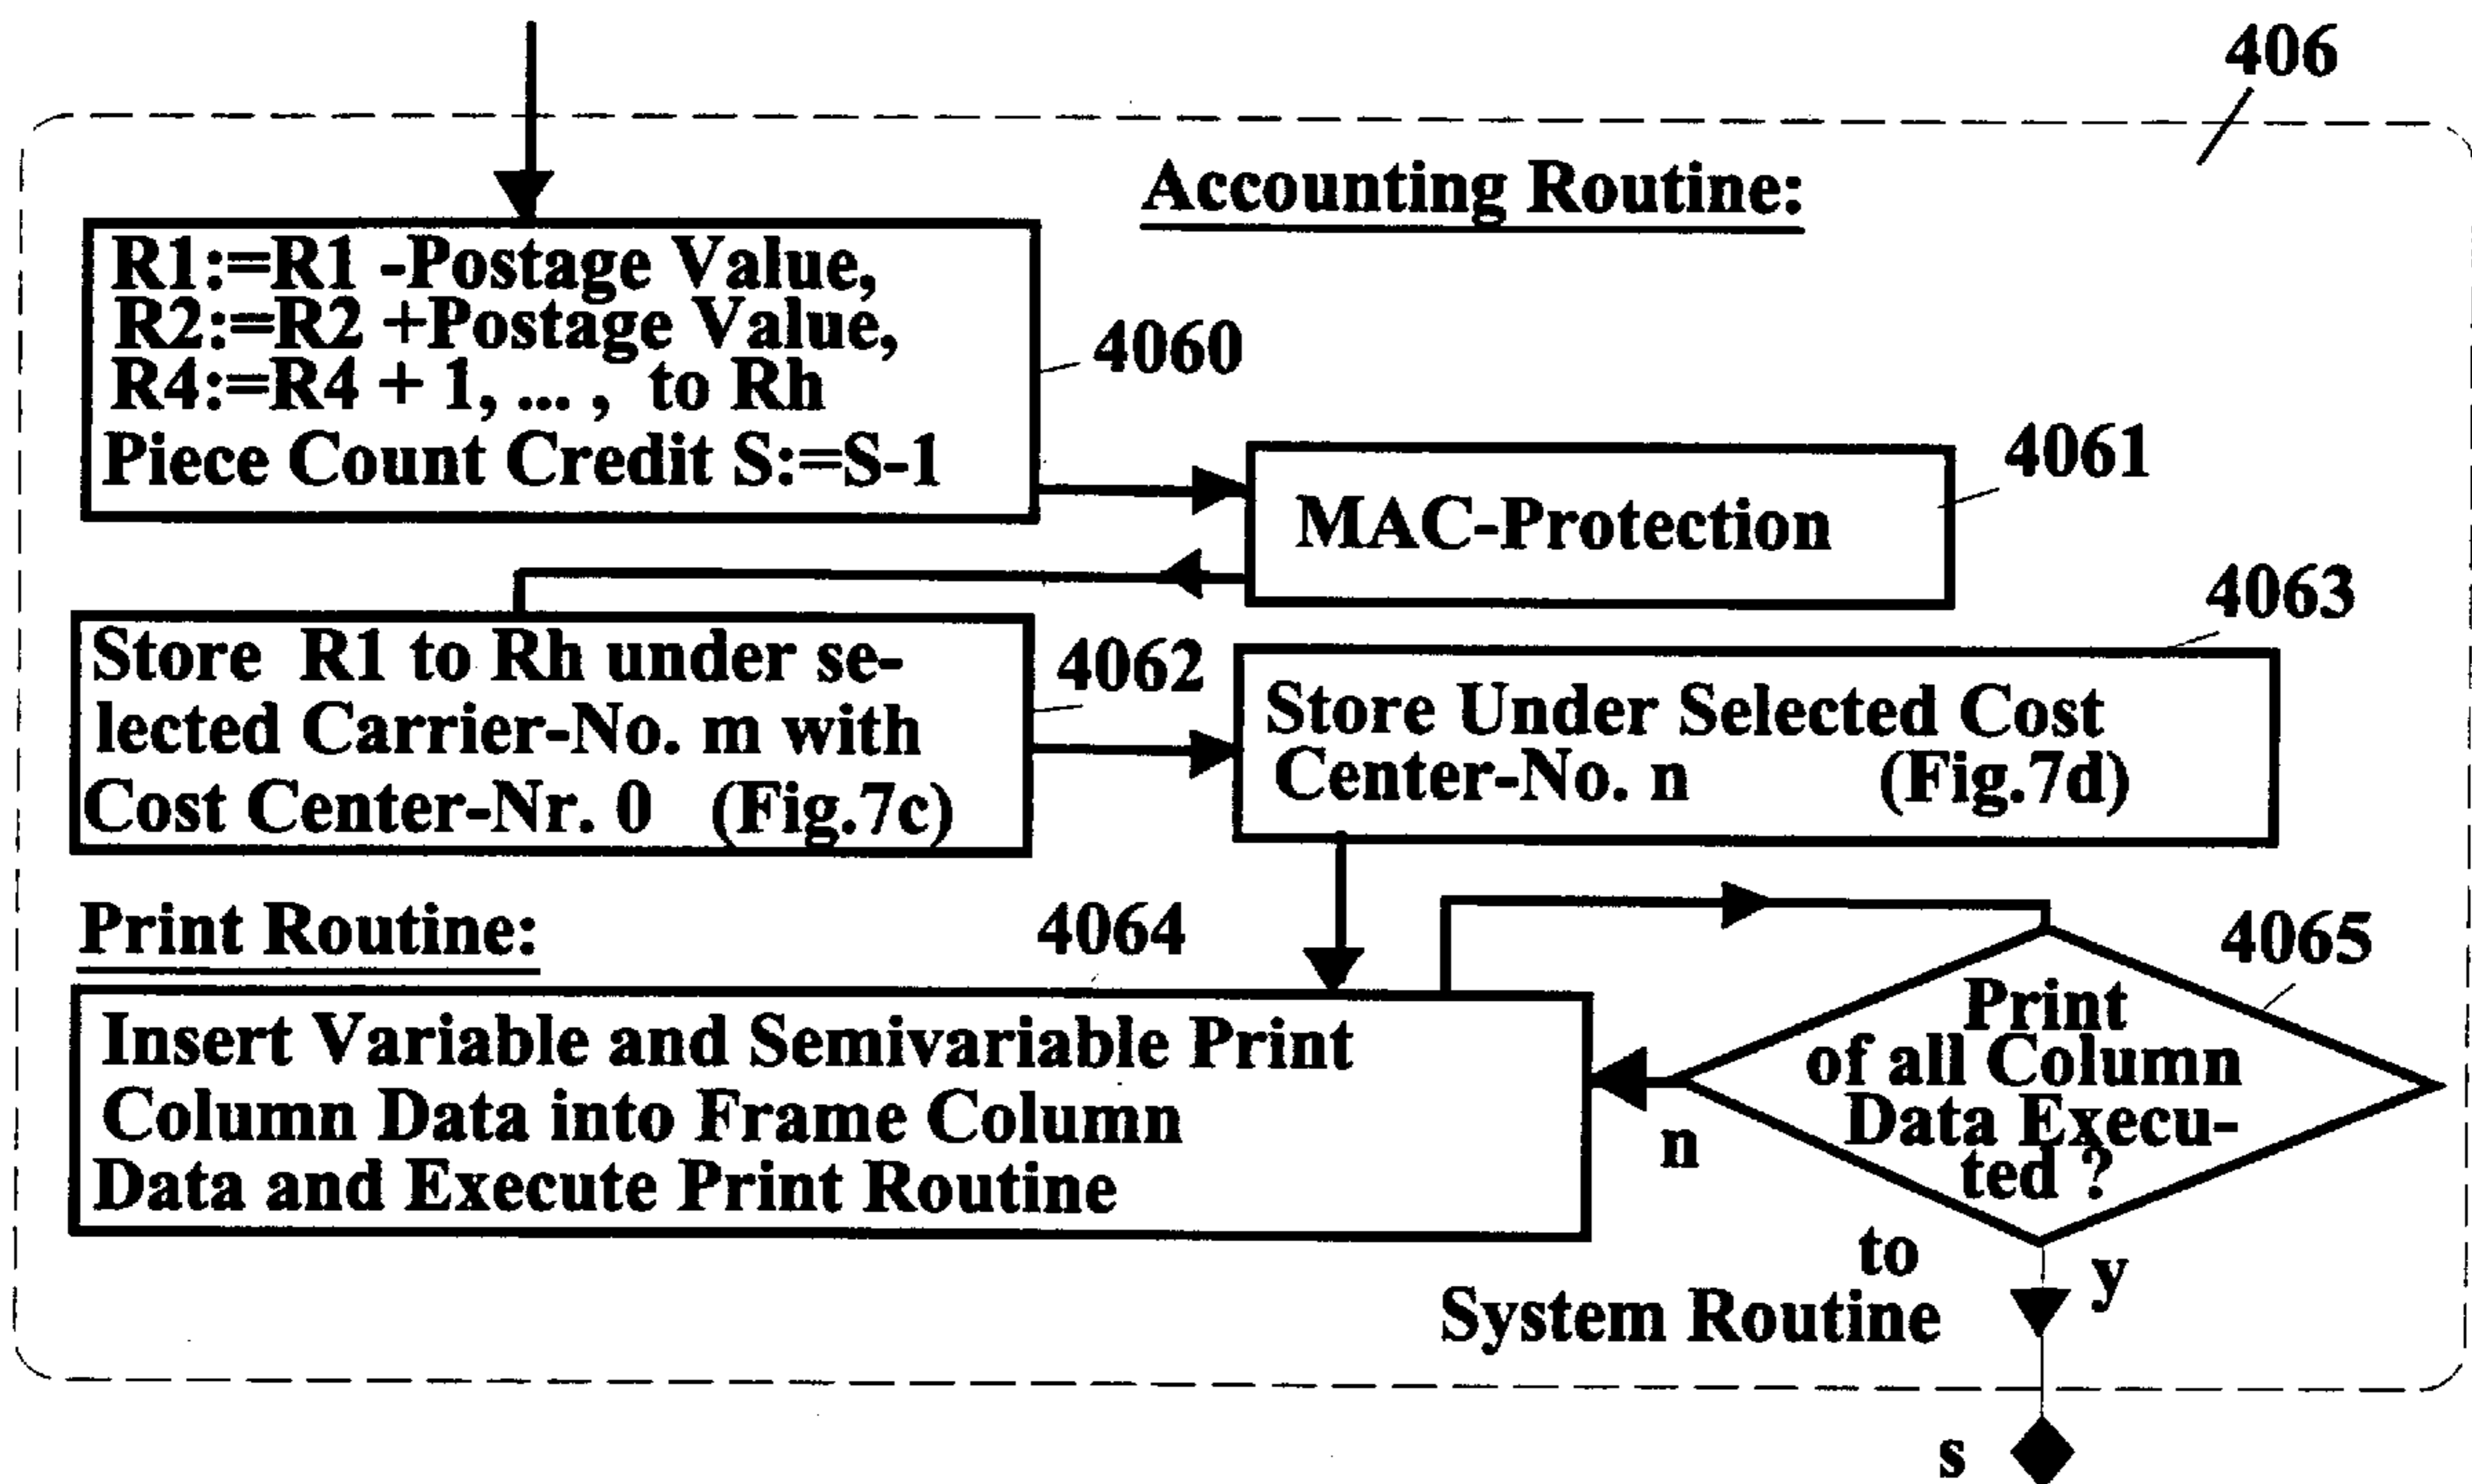 406
Accounting Routine:
R1:=R1 -Postage Value,
R2:=R2 +Postage Value,
R4:=R4 + 1, ... , to Rh
Piece Count Credit S:=S-1
4060
4061
MAC-Protection
4063
Store R1 to Rh under se-
lected Carrier-No. m with
Cost Center-Nr. 0 (Fig.7c)
4062
Store Under Selected Cost
Center-No. n (Fig.7d)
Print Routine:
4064
4065
Insert Variable and Semivariable Print
Column Data into Frame Column
Data and Execute Print Routine
Print
of all Column
Data Execu-
ted ?
n
y
to
System Routine
s